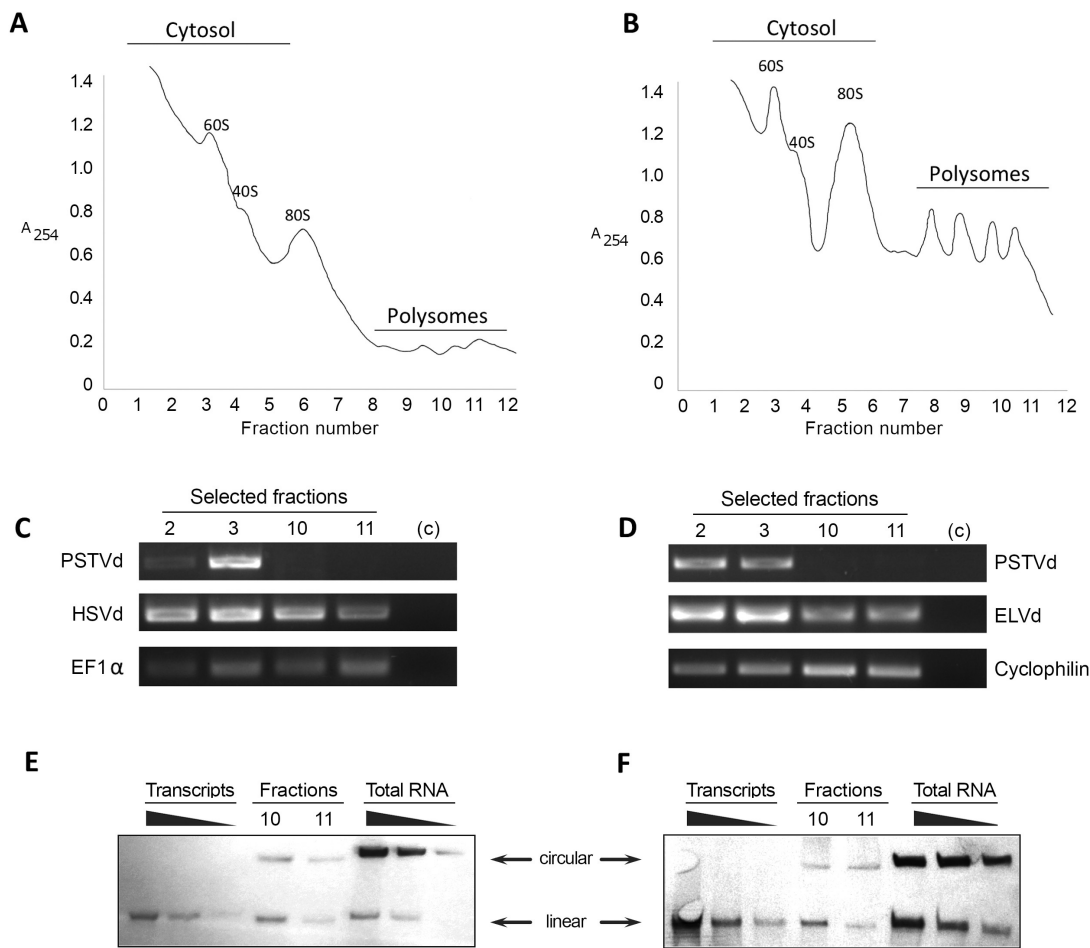 A
Cytosol
1.4
1.2
1.0
0.8
0.6
0.4
0.2
0
A 254
60S
40S
80S
Polysomes
0 1 2 3 4 5 6 7 8 9 10 11 12
Fraction number
B
Cytosol
1.4
1.2
1.0
0.8
0.6
0.4
0.2
0
A 254
60S
40S
80S
Polysomes
0 1 2 3 4 5 6 7 8 9 10 11 12
Fraction number
C
Selected fractions
2 3 10 11 (c)
PSTVd
HSVd
EF1α
D
Selected fractions
2 3 10 11 (c)
PSTVd
ELVd
Cyclophilin
E
Transcripts Fractions Total RNA
10 11
F
Transcripts Fractions Total RNA
10 11
circular
linear